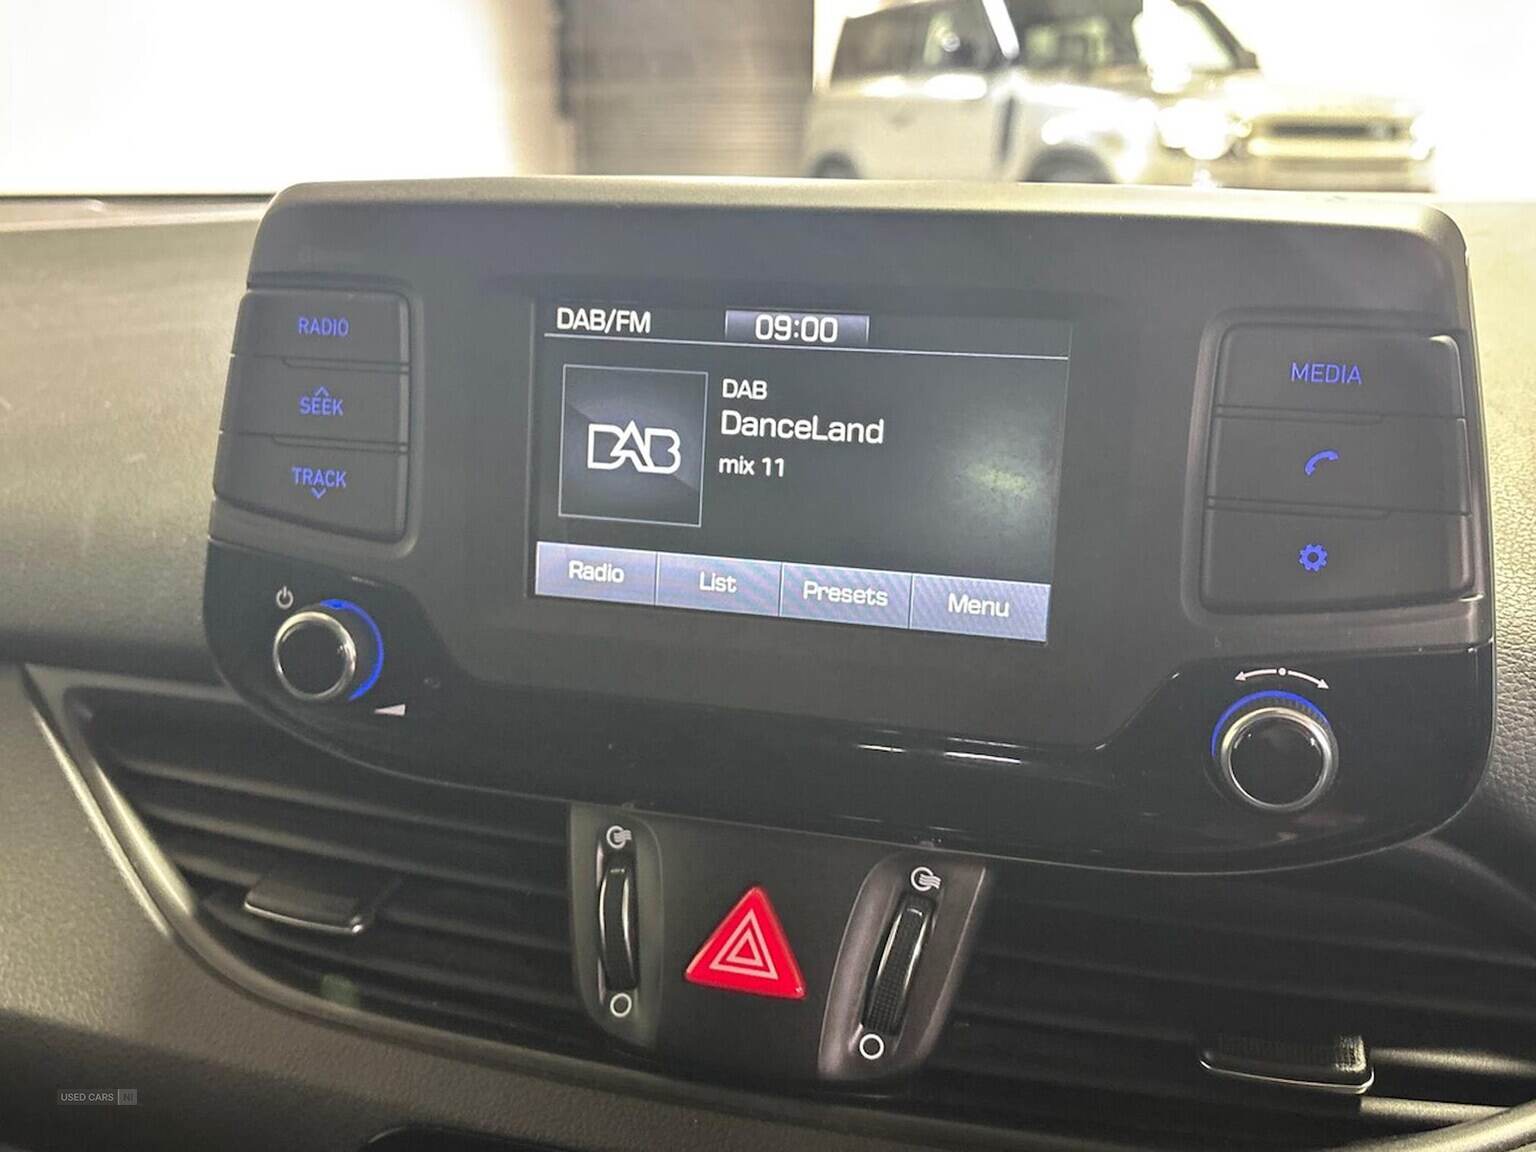 RADIO
SEEK
TRACK
DAB/FM
09:00
DAB
DAB
DanceLand
mix 11
Radio
List
Presets
Menu
MEDIA
USED CARS NI